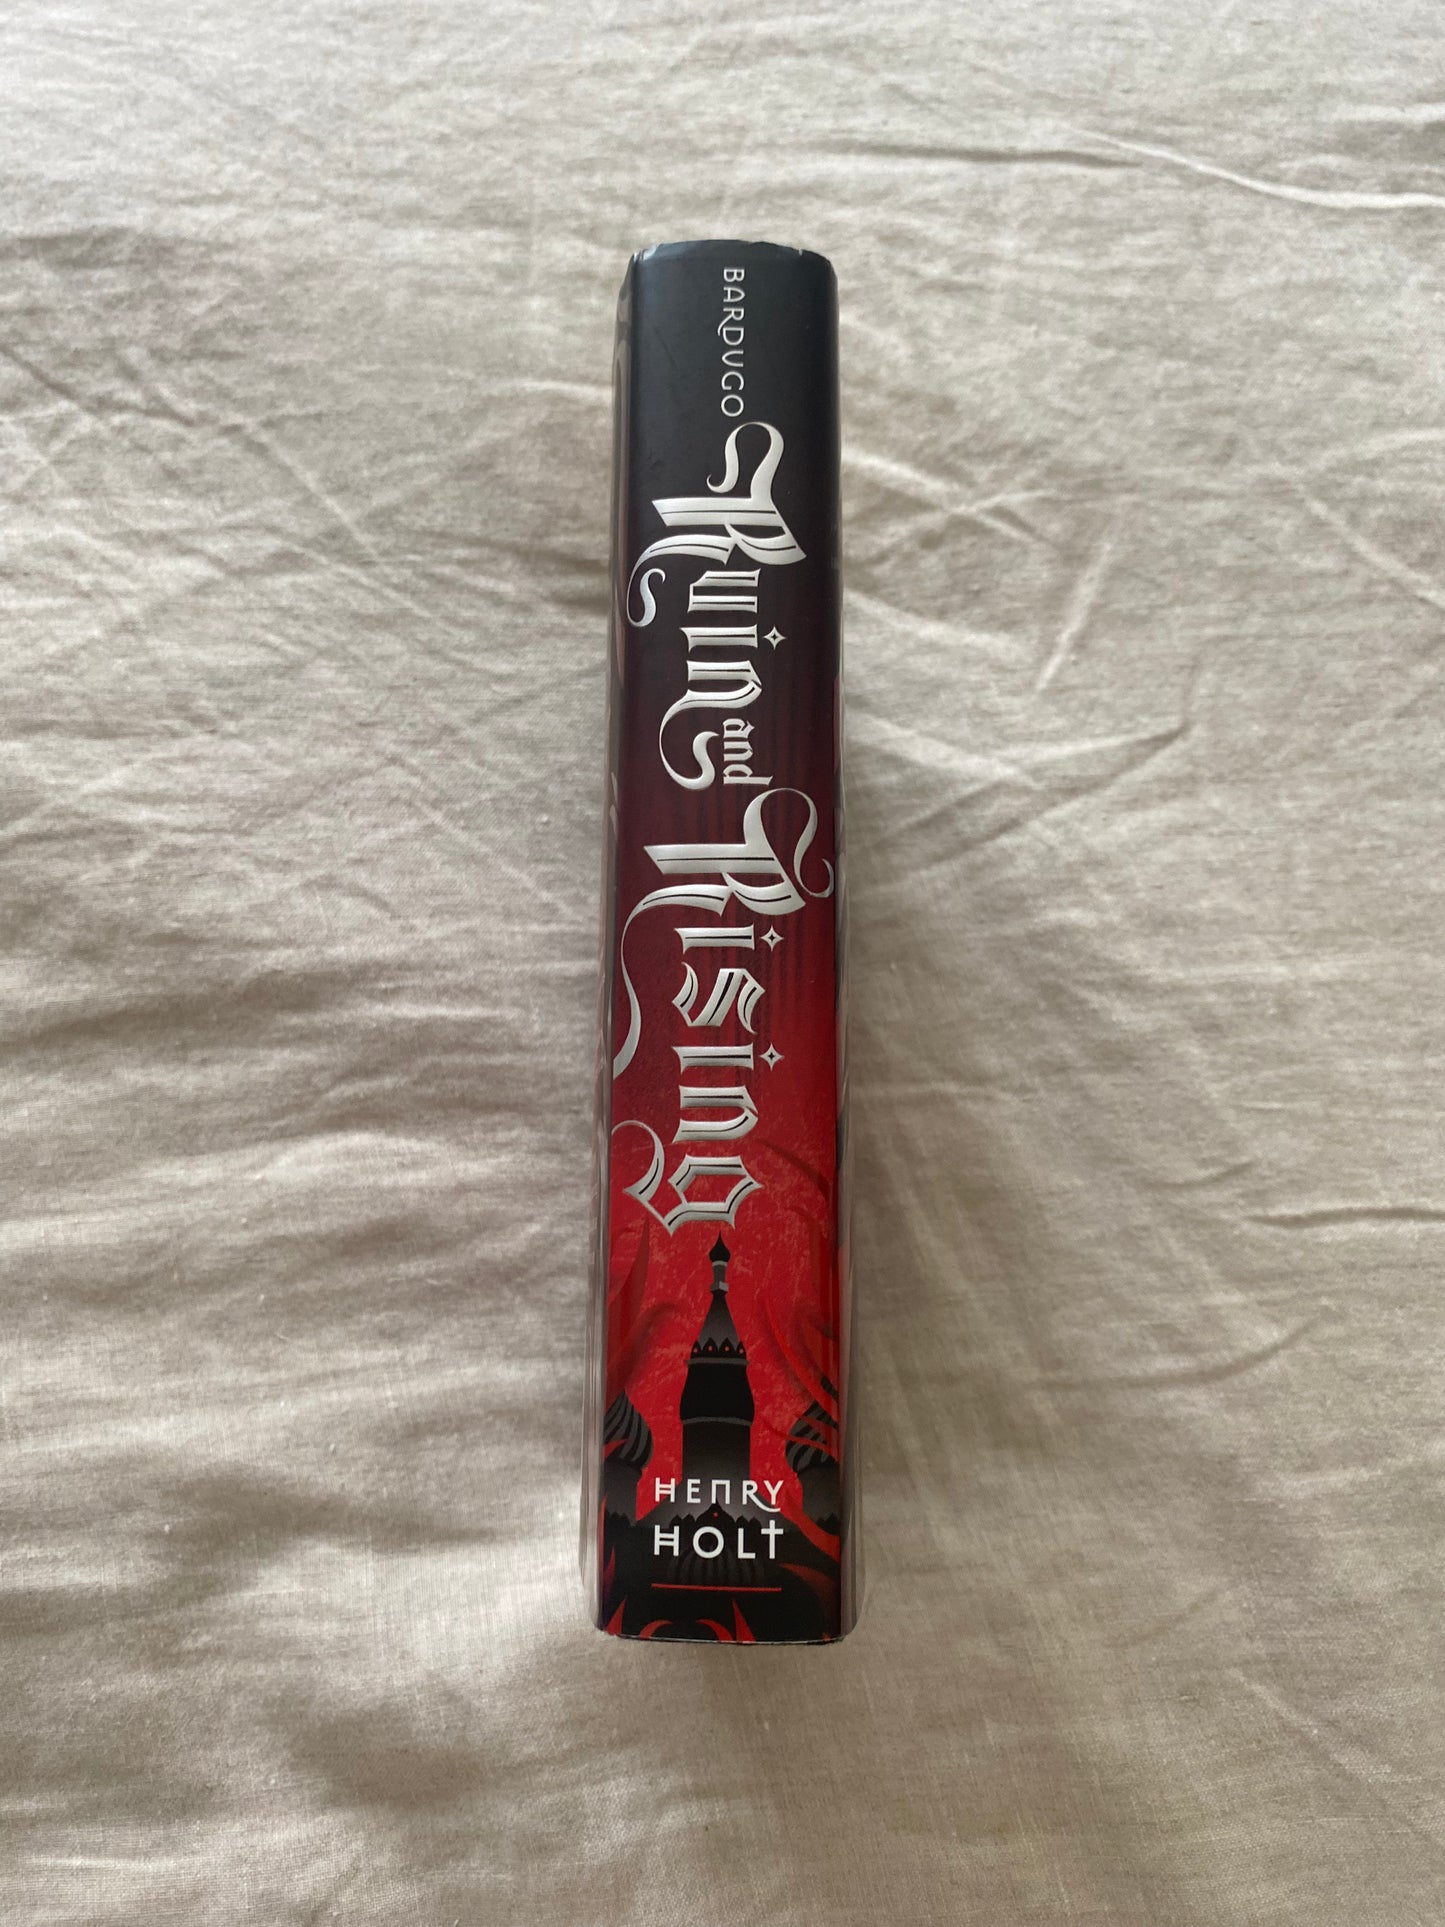 BARDUGO
Ruin and Rising
HENRY
HOLT